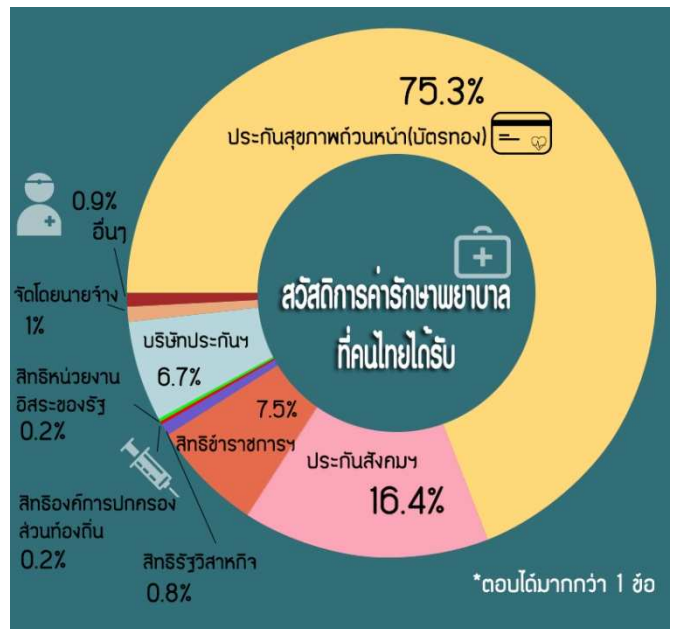 75.3%
ประกันสุขภาพถ้วนหน้า(บัตรทอง)
0.9%
อื่นๆ
จัดโดยนายจ้าง
1%
สวัสดิการค่ารักษาพยาบาล
ที่คนไทยได้รับ
บริษัทประกันฯ
6.7%
สิทธิหน่วยงาน
อิสระของรัฐ
0.2%
7.5%
สิทธิข้าราชการฯ
ประกันสังคมฯ
16.4%
สิทธิองค์การปกครอง
ส่วนท้องถิ่น
0.2%
สิทธิรัฐวิสาหกิจ
0.8%
*ตอบได้มากกว่า 1 ข้อ